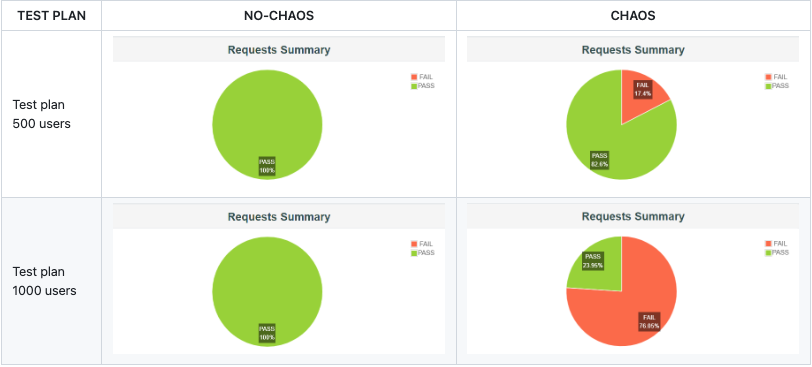 TEST PLAN NO-CHAOS CHAOS
Test plan
500 users
Requests Summary
FAIL
PASS
PASS
100%
Requests Summary
FAIL
PASS
FAIL
17.4%
PASS
82.6%
Test plan
1000 users
Requests Summary
FAIL
PASS
PASS
100%
Requests Summary
FAIL
PASS
PASS
23.95%
FAIL
76.05%